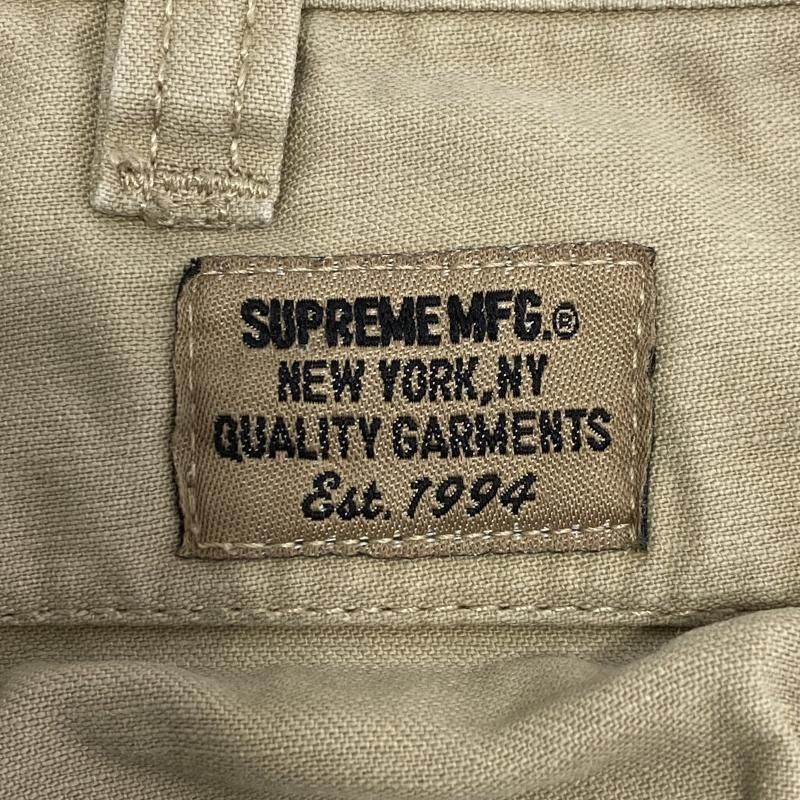 SUPREME MFG.®
NEW YORK, NY
QUALITY GARMENTS
Est. 1994